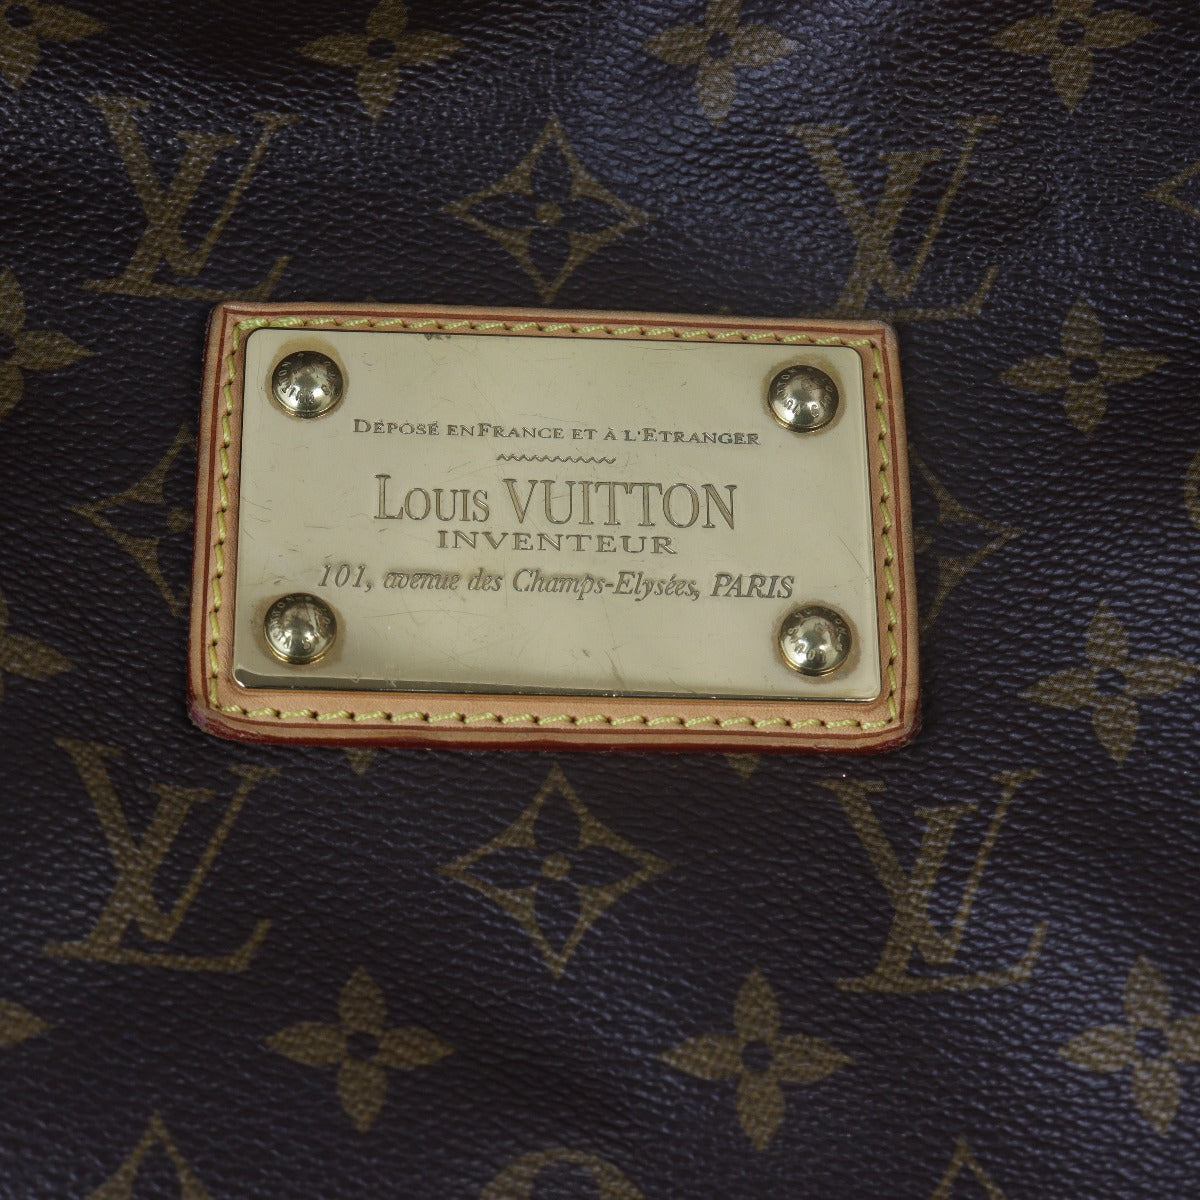 DÉPOSÉ EN FRANCE ET À L'ETRANGER
LOUIS VUITTON
INVENTEUR
101, avenue des Champs-Elysées, PARIS